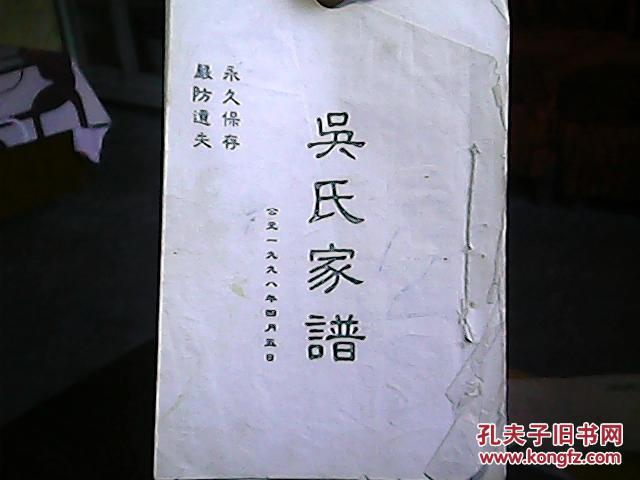 永久保存
嚴防遺失
吳氏家譜
公元一九九八年四月五日
孔夫子旧书网
www.kongfz.com